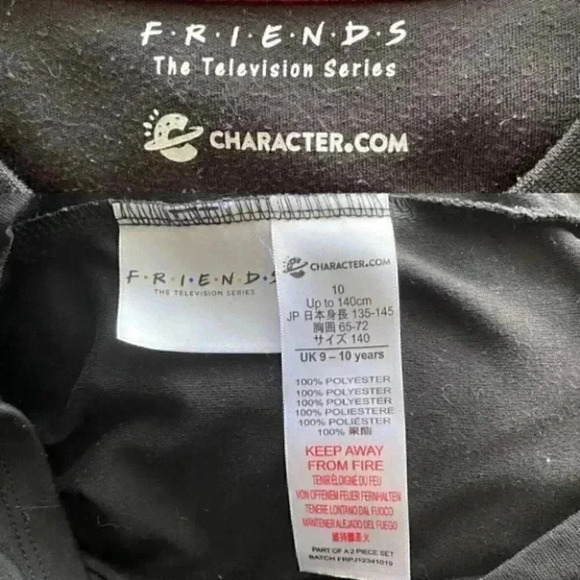 F·R·I·E·N·D·S
The Television Series
CHARACTER.COM
F·R·I·E·N·D·S
THE TELEVISION SERIES
CHARACTER.COM
10
Up to 140cm
JP 日本身長 135-145
胸囲 65-72
サイズ 140
UK 9 – 10 years
100% POLYESTER
100% POLYESTER
100% POLYESTER
100% POLIESTERE
100% POLIÉSTER
100% 聚酯
KEEP AWAY
FROM FIRE
TENIR ÉLOIGNÉ DU FEU
VON OFFENEM FEUER FERNHALTEN
TENERE LONTANO DAL FUOCO
MANTENER ALEJADO DEL FUEGO
PART OF A 2 PIECE SET
BATCH FRPJ12341019